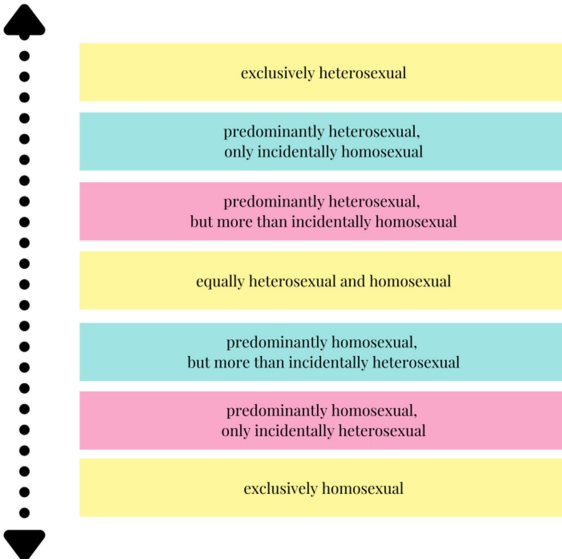 exclusively heterosexual
predominantly heterosexual,
only incidentally homosexual
predominantly heterosexual,
but more than incidentally homosexual
equally heterosexual and homosexual
predominantly homosexual,
but more than incidentally heterosexual
predominantly homosexual,
only incidentally heterosexual
exclusively homosexual